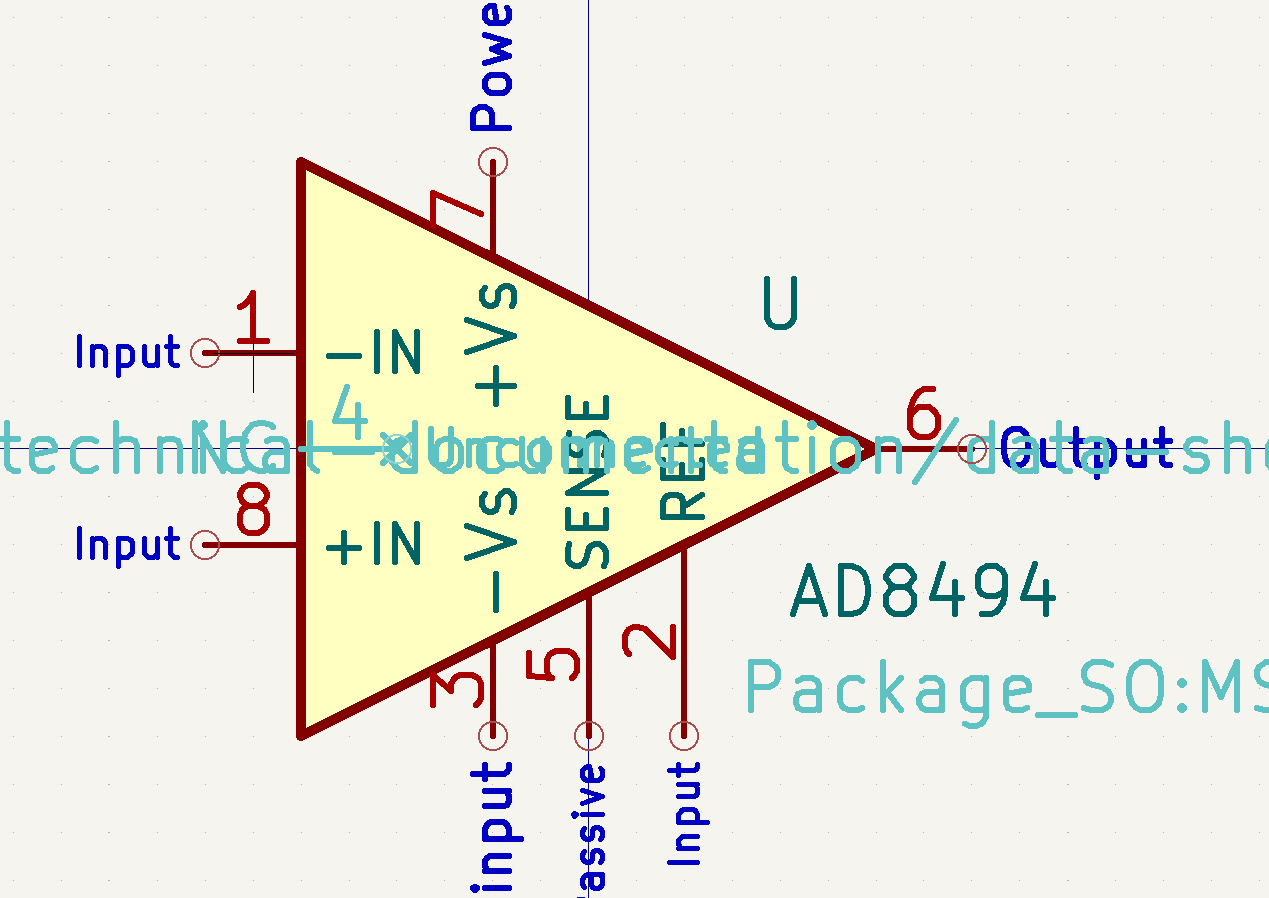 Powe
7
U
1
Input
-IN
+Vs
4
6
technical-documentation/data-she
NC
Unconnected
Output
8
Input
+IN
-Vs
SENSE
REF
AD8494
Package_SO:MS
3
5
2
input
assive
Input